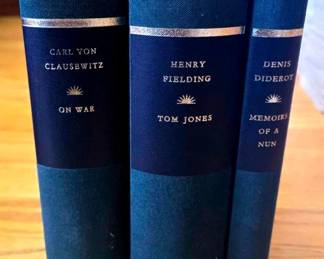 CARL VON
CLAUSEWITZ
ON WAR
HENRY
FIELDING
TOM JONES
DENIS
DIDEROT
MEMOIRS
OF A
NUN